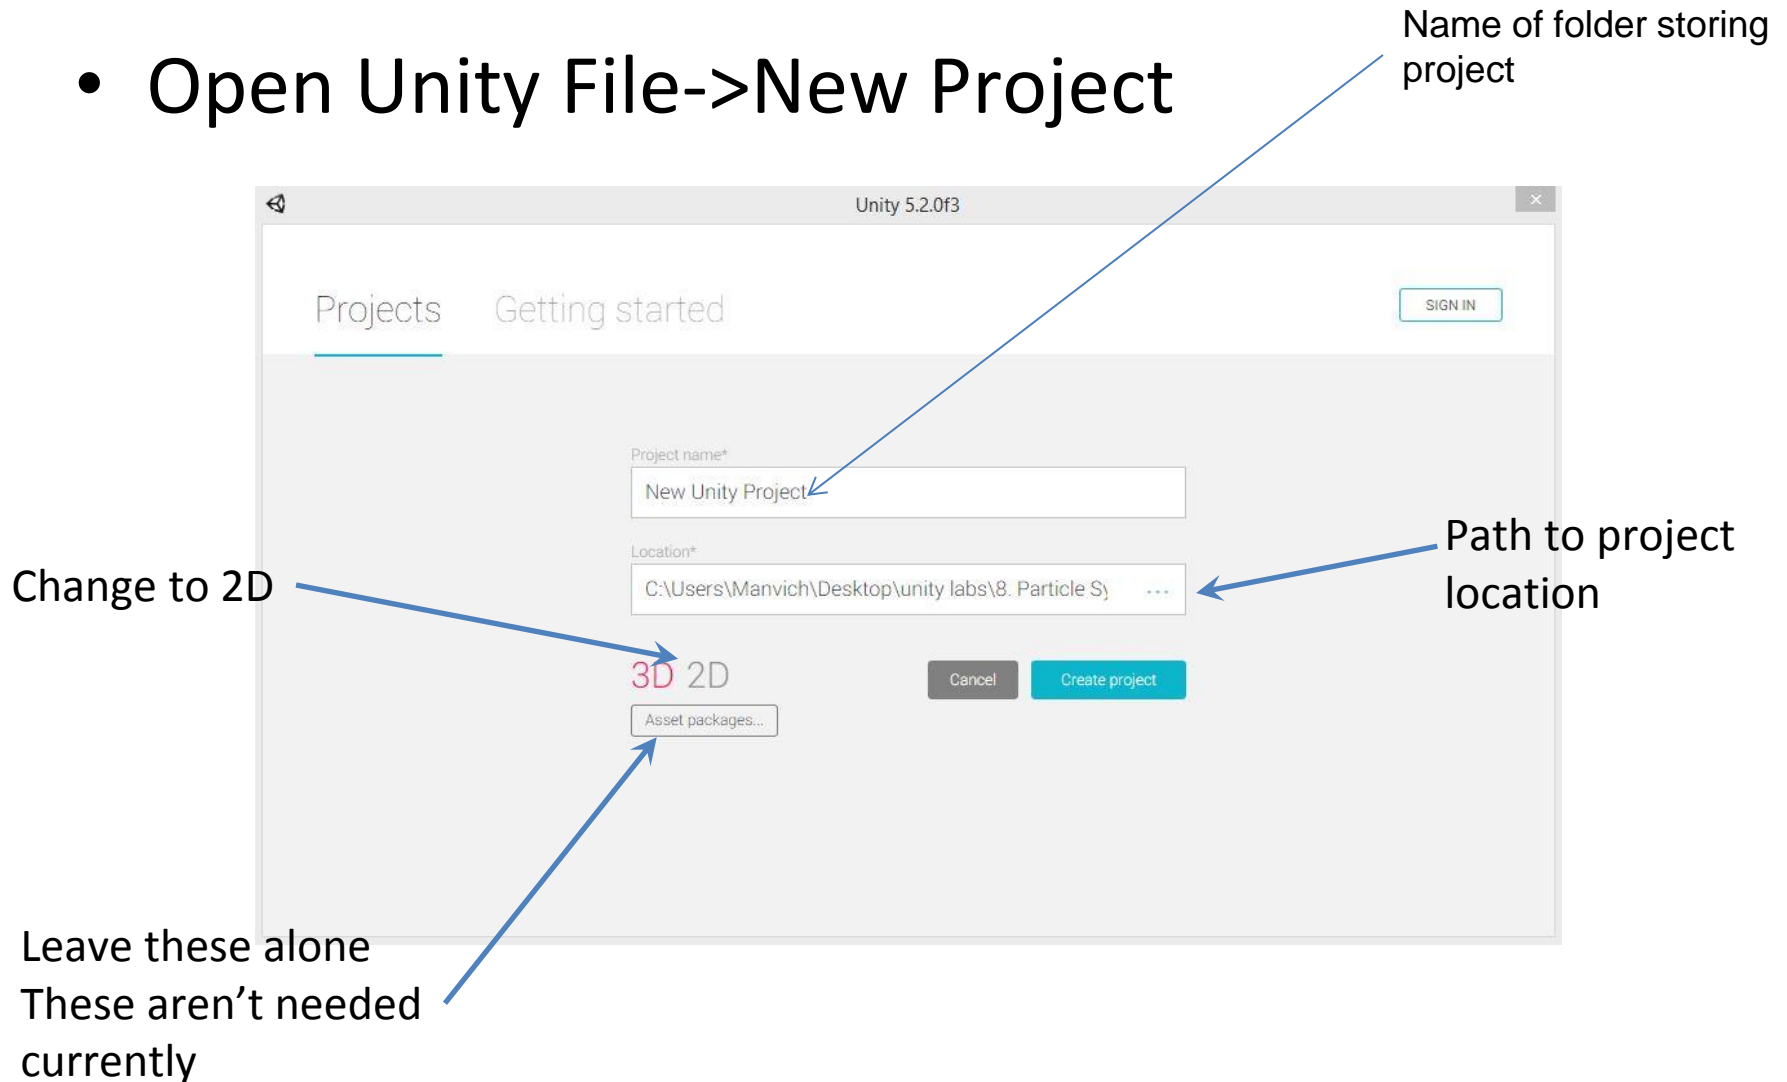 Name of folder storing
project
• Open Unity File->New Project
Unity 5.2.0f3
Projects
Getting started
SIGN IN
Project name*
New Unity Project
Location*
C:\Users\Manvich\Desktop\unity labs\8. Particle Sy
...
Path to project
location
Change to 2D
3D 2D
Cancel
Create project
Asset packages...
Leave these alone
These aren’t needed
currently